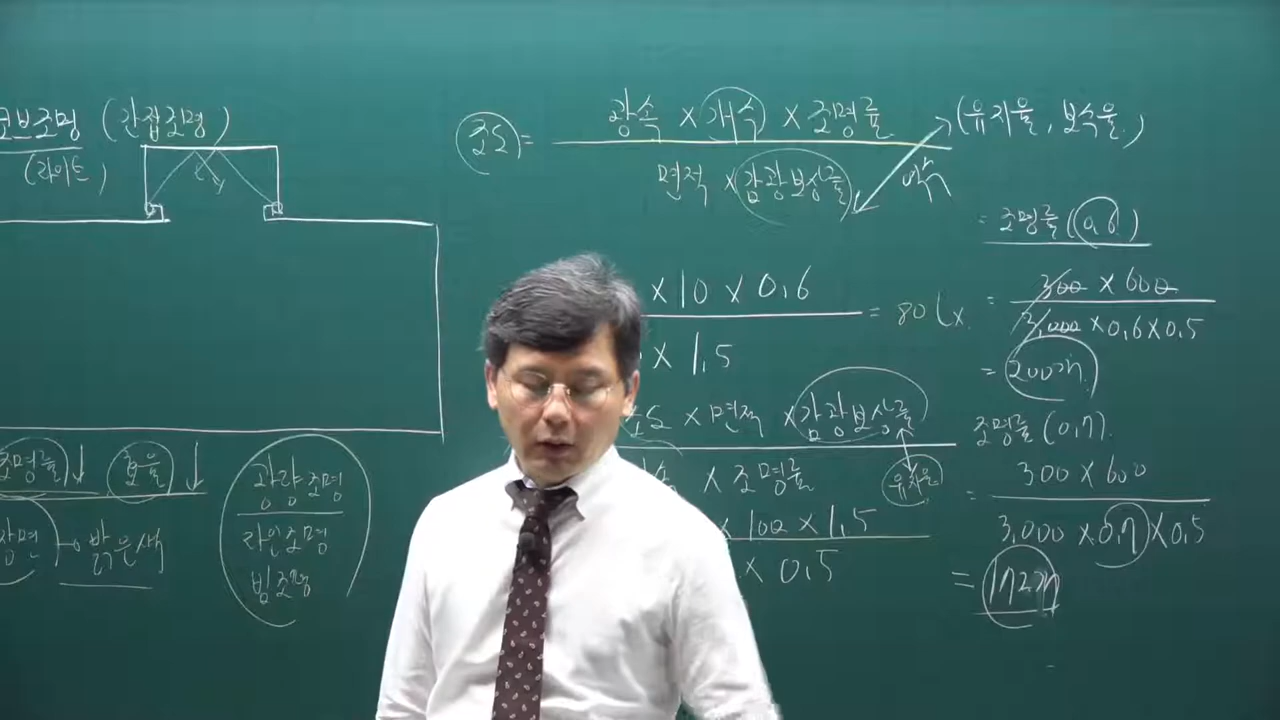 코브조명 (간접조명)
(라이트)
조명률↓ 보율↓
→ 밝은색
광량조명
라인조명
빔조명
조도 = 광속 × 개수 × 조명률
면적 × 감광보상률
(유지율, 보수율)
역수
× 10 × 0.6
× 1.5
= 80 lx
조도 × 면적 × 감광보상률
× 조명률
유지율
× 100 × 1.5
× 0.5
= 조명률 (0.6)
= 300 × 600
3,000 × 0.6 × 0.5
= 200개
조명률 (0.7)
= 300 × 600
3,000 × 0.7 × 0.5
= 172개